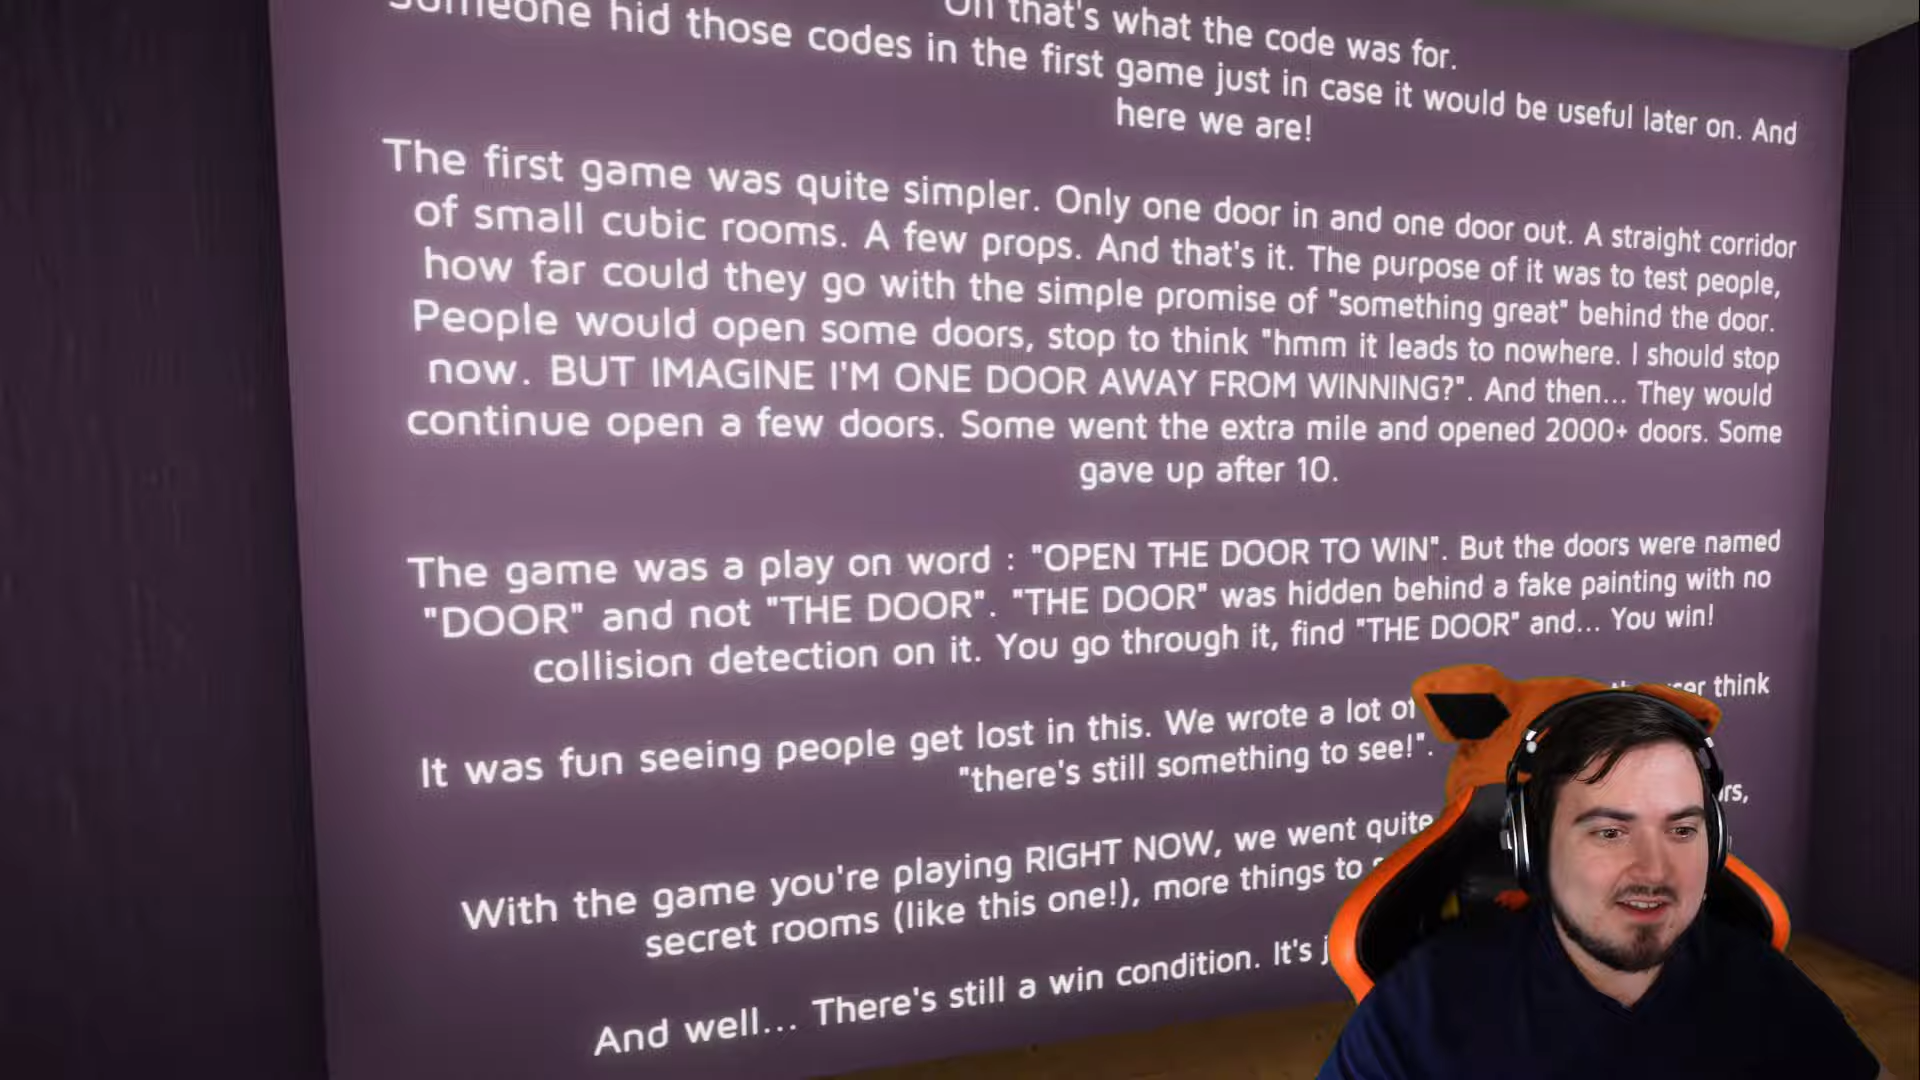 Oh that's what the code was for.
Someone hid those codes in the first game just in case it would be useful later on. And
here we are!
The first game was quite simpler. Only one door in and one door out. A straight corridor
of small cubic rooms. A few props. And that's it. The purpose of it was to test people,
how far could they go with the simple promise of "something great" behind the door.
People would open some doors, stop to think "hmm it leads to nowhere. I should stop
now. BUT IMAGINE I'M ONE DOOR AWAY FROM WINNING?". And then... They would
continue open a few doors. Some went the extra mile and opened 2000+ doors. Some
gave up after 10.
The game was a play on word : "OPEN THE DOOR TO WIN". But the doors were named
"DOOR" and not "THE DOOR". "THE DOOR" was hidden behind a fake painting with no
collision detection on it. You go through it, find "THE DOOR" and... You win!
It was fun seeing people get lost in this. We wrote a lot of think
"there's still something to see!".
With the game you're playing RIGHT NOW, we went quite
secret rooms (like this one!), more things to
And well... There's still a win condition. It's